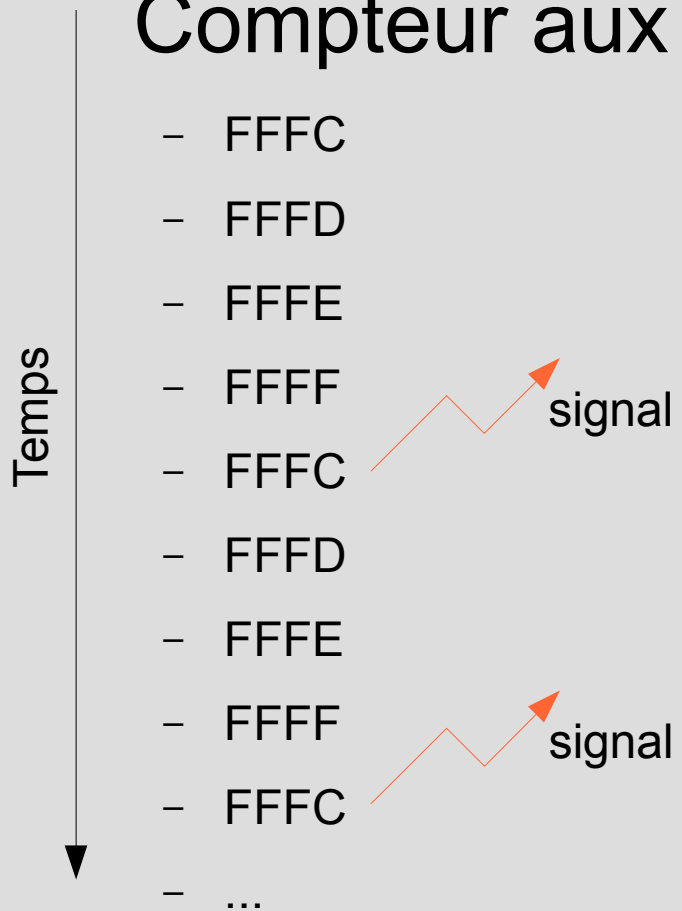 Compteur aux
– FFFC
– FFFD
– FFFE
– FFFF
signal
– FFFC
– FFFD
– FFFE
– FFFF
signal
– FFFC
– ...
Temps